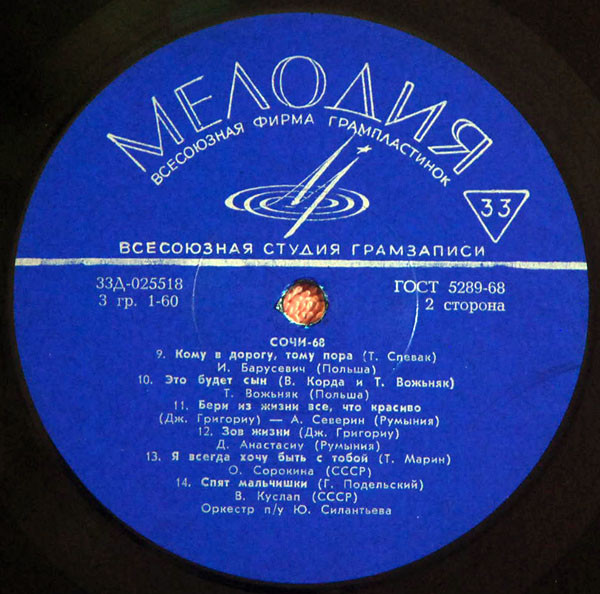 МЕЛОДИЯ
ВСЕСОЮЗНАЯ ФИРМА ГРАМПЛАСТИНОК
33
ВСЕСОЮЗНАЯ СТУДИЯ ГРАМЗАПИСИ
33Д-025518
ГОСТ 5289-68
3 гр. 1-60
2 сторона
СОЧИ-68
9. Кому в дорогу, тому пора (Т. Спевак)
И. Барусевич (Польша)
10. Это будет сын (В. Корда и Т. Вожьняк)
Т. Вожьняк (Польша)
11. Бери из жизни все, что красиво
(Дж. Григориу) — А. Северин (Румыния)
12. Зов жизни (Дж. Григориу)
Д. Анастасиу (Румыния)
13. Я всегда хочу быть с тобой (Т. Марин)
О. Сорокина (СССР)
14. Спят мальчишки (Г. Подельский)
В. Куслап (СССР)
Оркестр п/у Ю. Силантьева